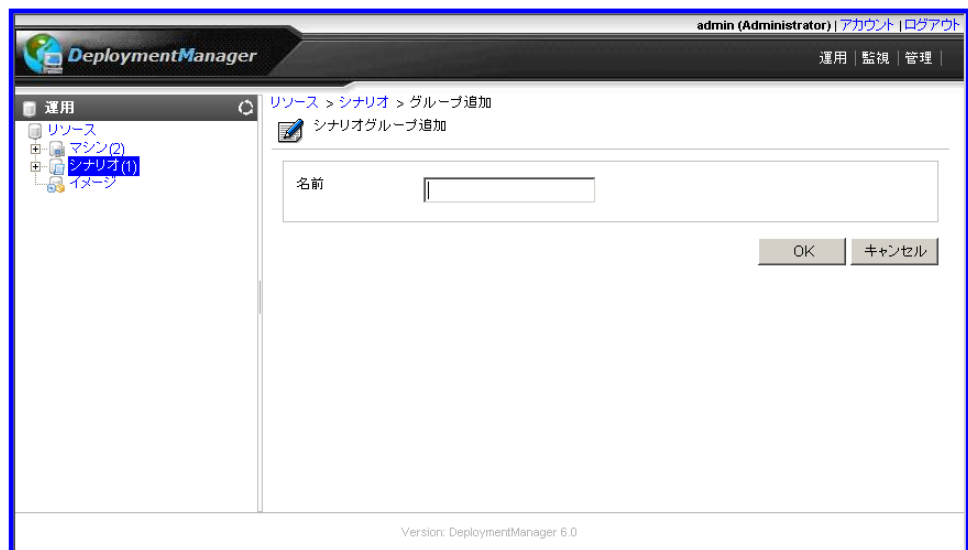 admin (Administrator) | アカウント | ログアウト
DeploymentManager
運用 | 監視 | 管理 |
運用
リソース
マシン(2)
シナリオ(1)
イメージ
リソース > シナリオ > グループ追加
シナリオグループ追加
名前
OK キャンセル
Version: DeploymentManager 6.0